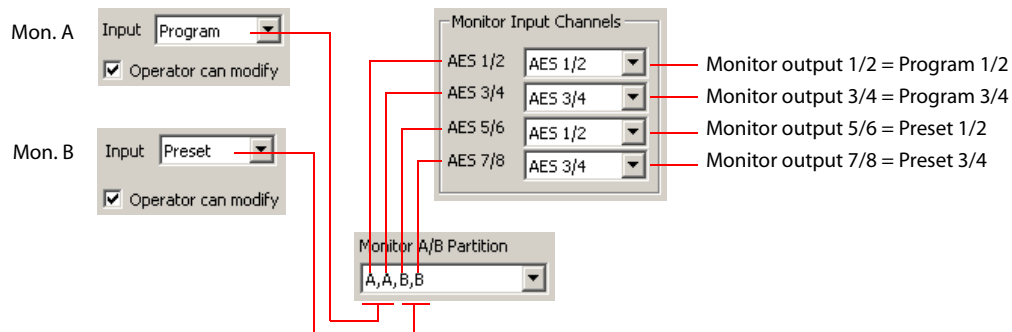 Mon. A
Input Program
Operator can modify
Mon. B
Input Preset
Operator can modify
Monitor Input Channels
AES 1/2 AES 1/2 Monitor output 1/2 = Program 1/2
AES 3/4 AES 3/4 Monitor output 3/4 = Program 3/4
AES 5/6 AES 1/2 Monitor output 5/6 = Preset 1/2
AES 7/8 AES 3/4 Monitor output 7/8 = Preset 3/4
Monitor A/B Partition
A,A,B,B